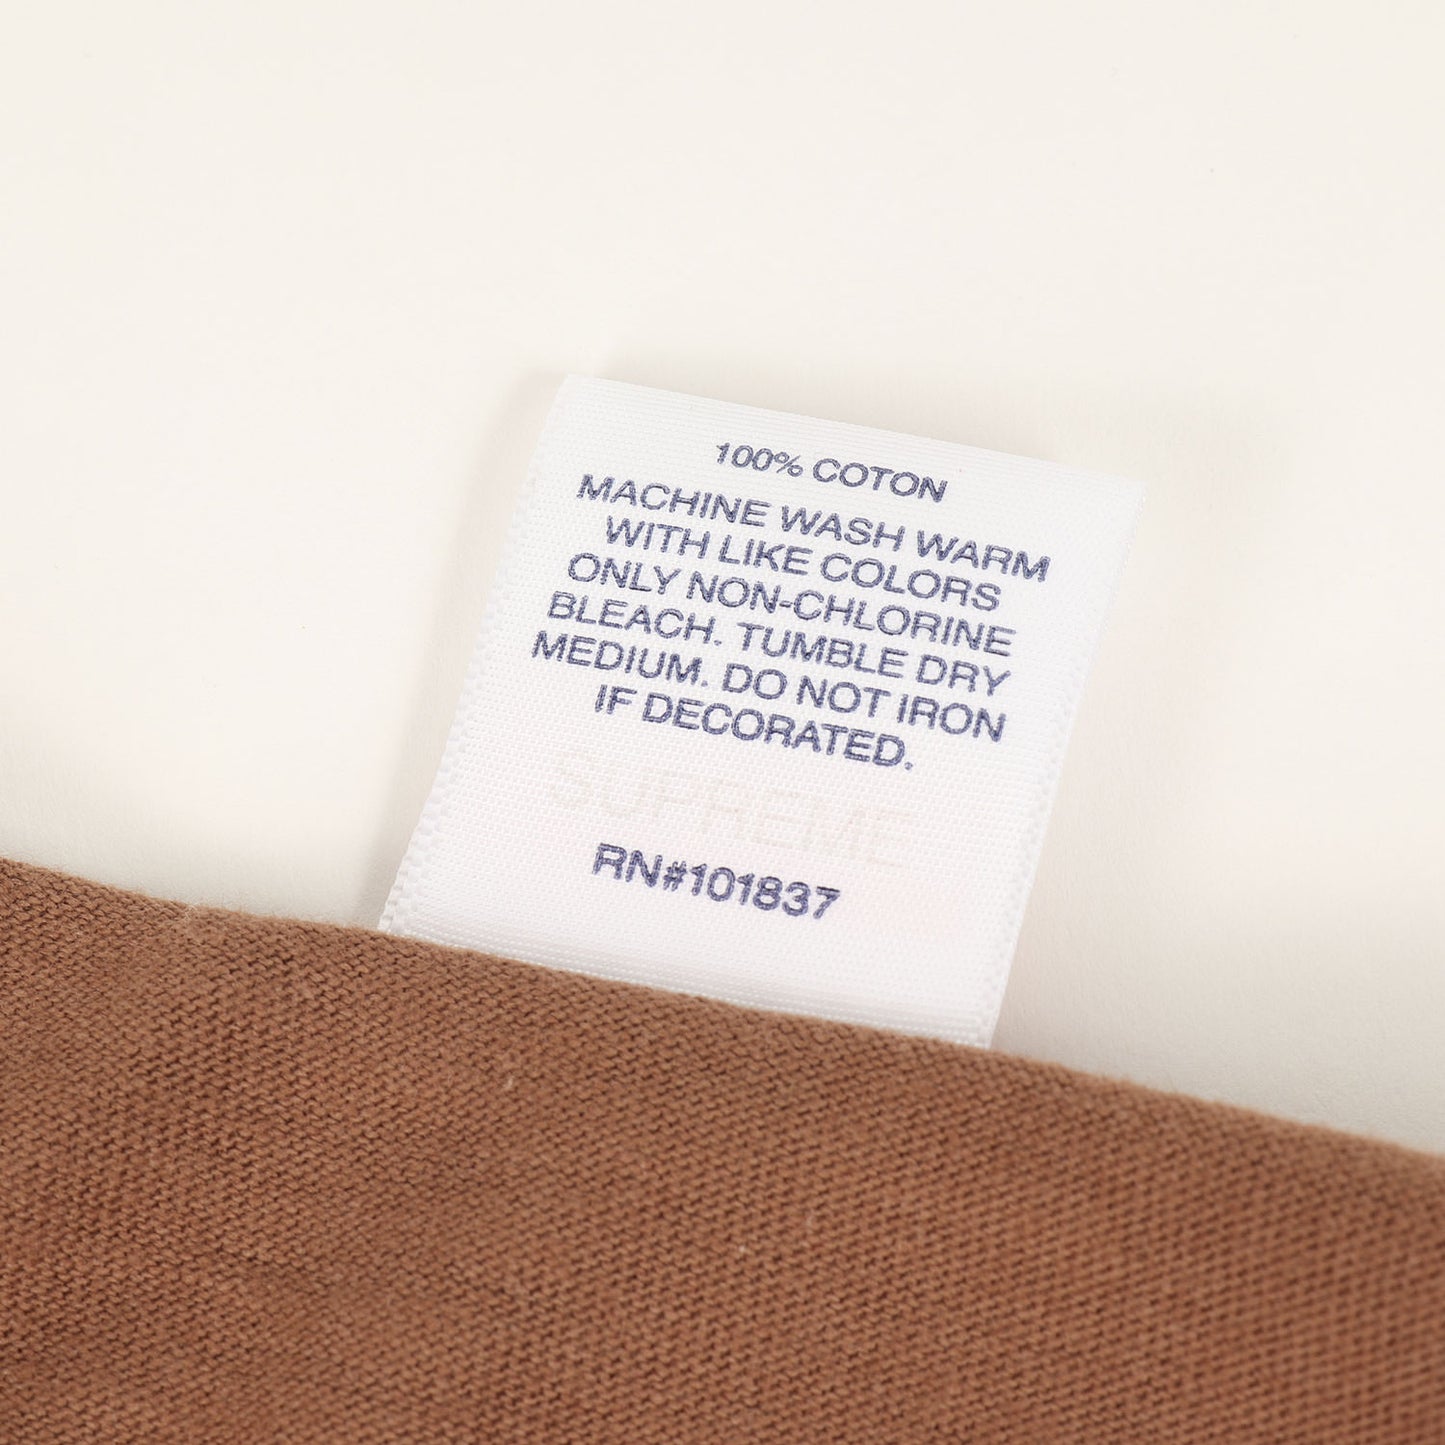 100% COTON
MACHINE WASH WARM
WITH LIKE COLORS
ONLY NON-CHLORINE
BLEACH. TUMBLE DRY
MEDIUM. DO NOT IRON
IF DECORATED.
SUPREME
RN#101837